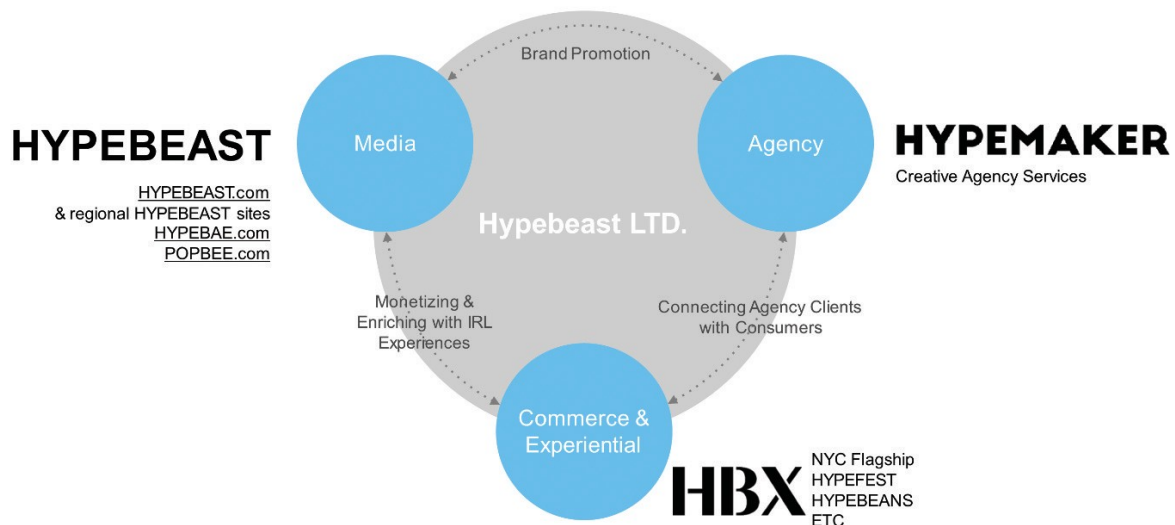 Brand Promotion
Media
Agency
HYPEBEAST
HYPEBEAST.com
& regional HYPEBEAST sites
HYPEBAE.com
POPBEE.com
HYPEMAKER
Creative Agency Services
Hypebeast LTD.
Monetizing &
Enriching with IRL
Experiences
Connecting Agency Clients
with Consumers
Commerce &
Experiential
HBX
NYC Flagship
HYPEFEST
HYPEBEANS
ETC